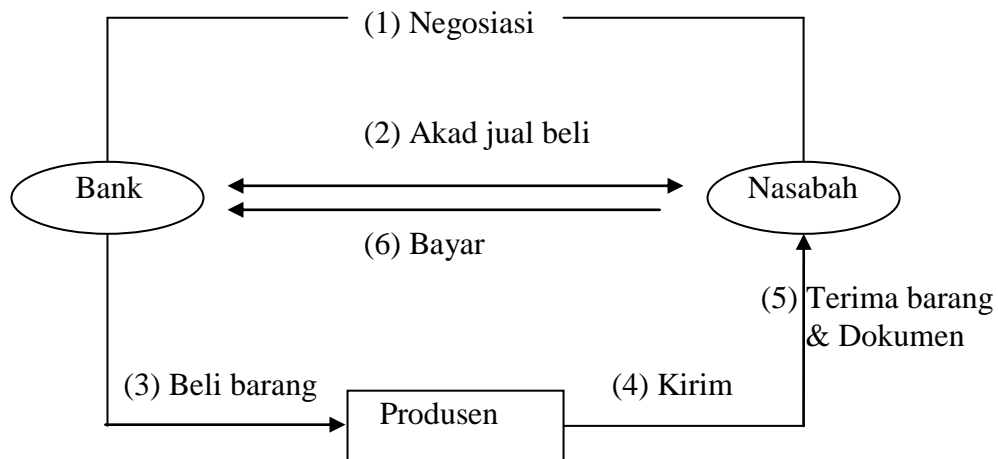 (1) Negosiasi
(2) Akad jual beli
Bank
Nasabah
(6) Bayar
(5) Terima barang
& Dokumen
(3) Beli barang
(4) Kirim
Produsen